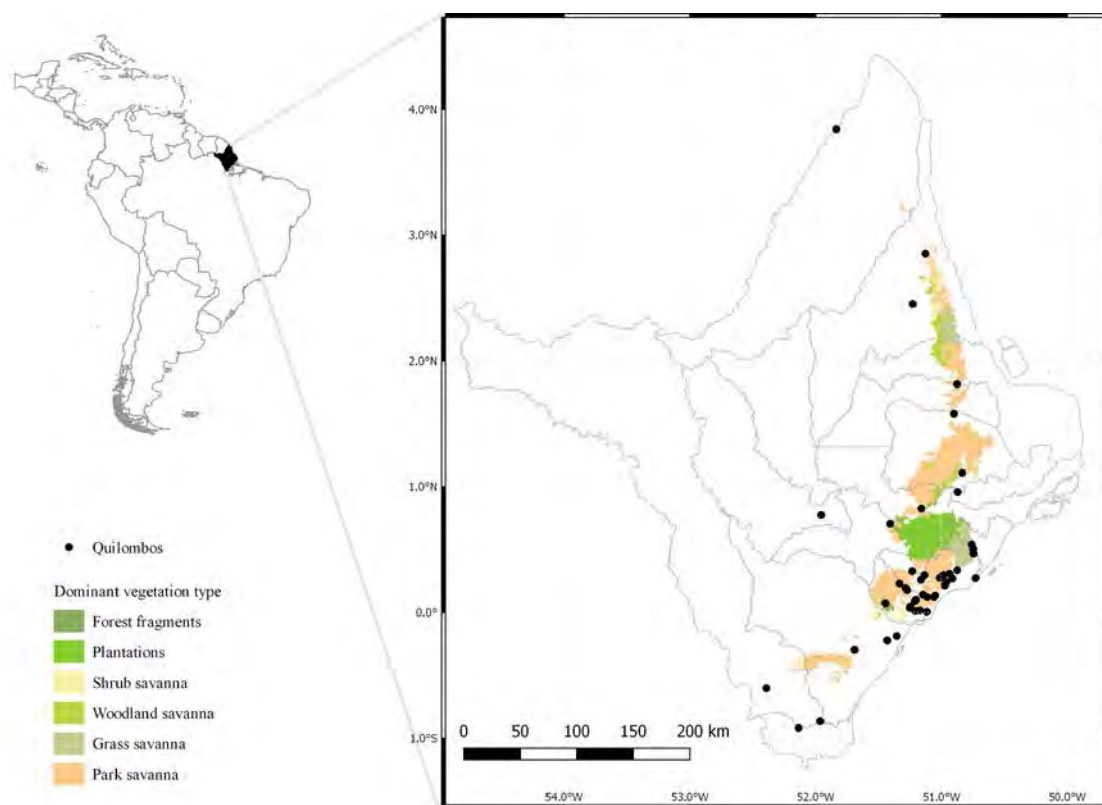 4.0°N
3.0°N
2.0°N
1.0°N
0.0°
1.0°S
Quilombos
Dominant vegetation type
Forest fragments
Plantations
Shrub savanna
Woodland savanna
Grass savanna
Park savanna
0 50 100 150 200 km
54.0°W 53.0°W 52.0°W 51.0°W 50.0°W